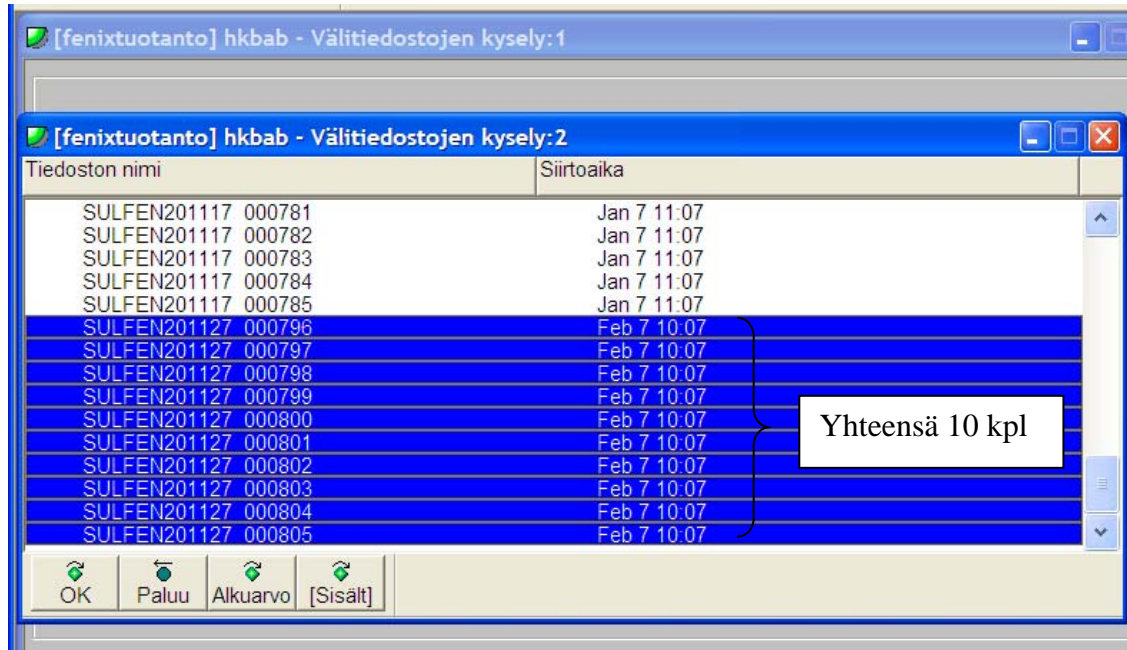 [fenixtuotanto] hkbab - Välitiedostojen kysely:1
[fenixtuotanto] hkbab - Välitiedostojen kysely:2
Tiedoston nimi Siirtoaika
SULFEN201117 000781 Jan 7 11:07
SULFEN201117 000782 Jan 7 11:07
SULFEN201117 000783 Jan 7 11:07
SULFEN201117 000784 Jan 7 11:07
SULFEN201117 000785 Jan 7 11:07
SULFEN201127 000796 Feb 7 10:07
SULFEN201127 000797 Feb 7 10:07
SULFEN201127 000798 Feb 7 10:07
SULFEN201127 000799 Feb 7 10:07
SULFEN201127 000800 Feb 7 10:07
SULFEN201127 000801 Feb 7 10:07
SULFEN201127 000802 Feb 7 10:07
SULFEN201127 000803 Feb 7 10:07
SULFEN201127 000804 Feb 7 10:07
SULFEN201127 000805 Feb 7 10:07
Yhteensä 10 kpl
OK Paluu Alkuarvo [Sisält]